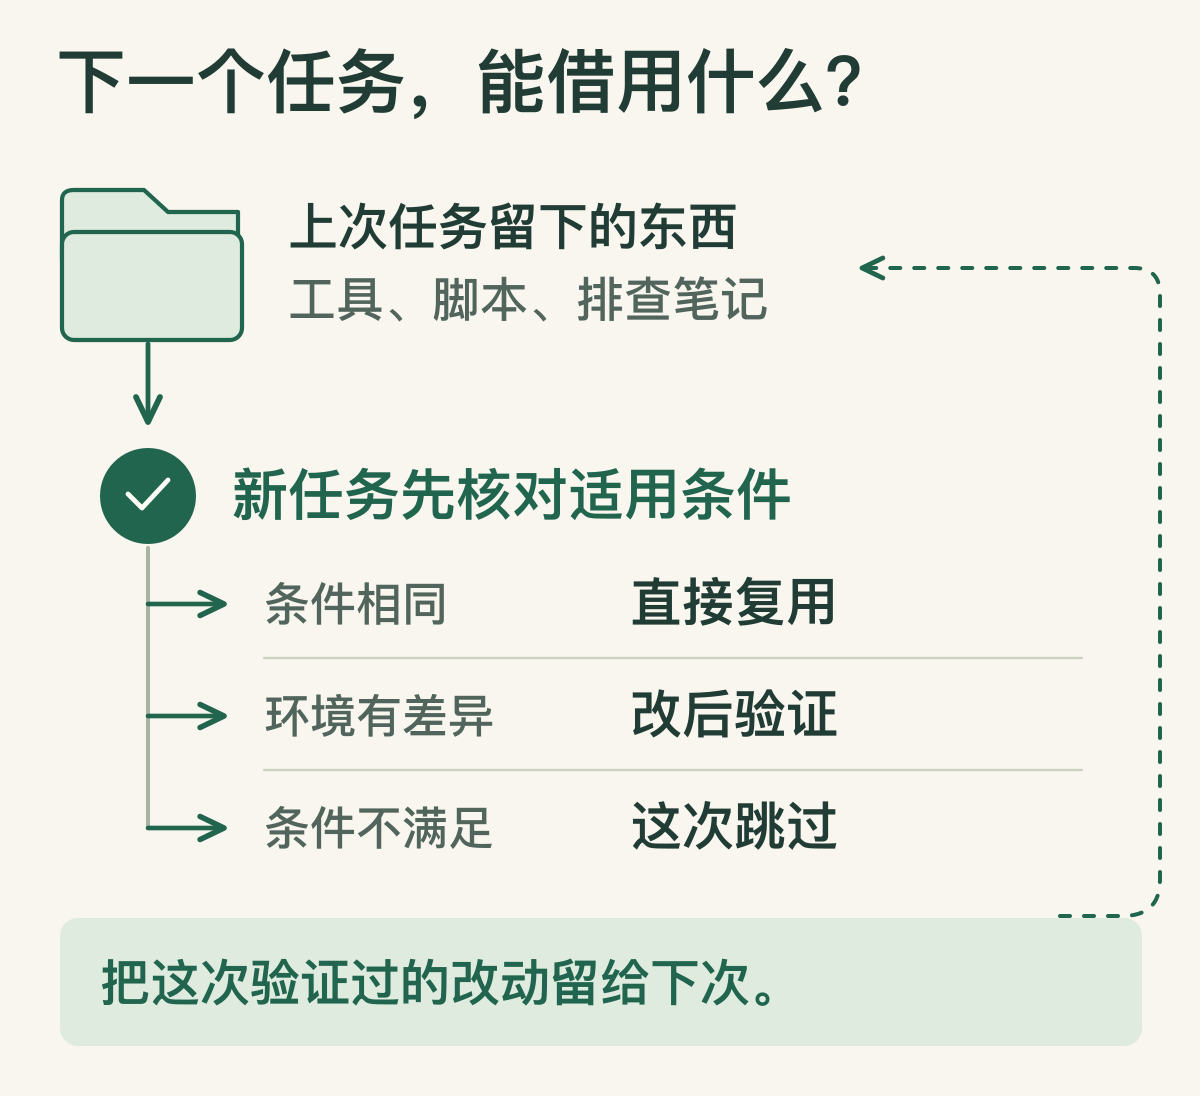 下一个任务，能借用什么?
上次任务留下的东西
工具、脚本、排查笔记
新任务先核对适用条件
条件相同 直接复用
环境有差异 改后验证
条件不满足 这次跳过
把这次验证过的改动留给下次。